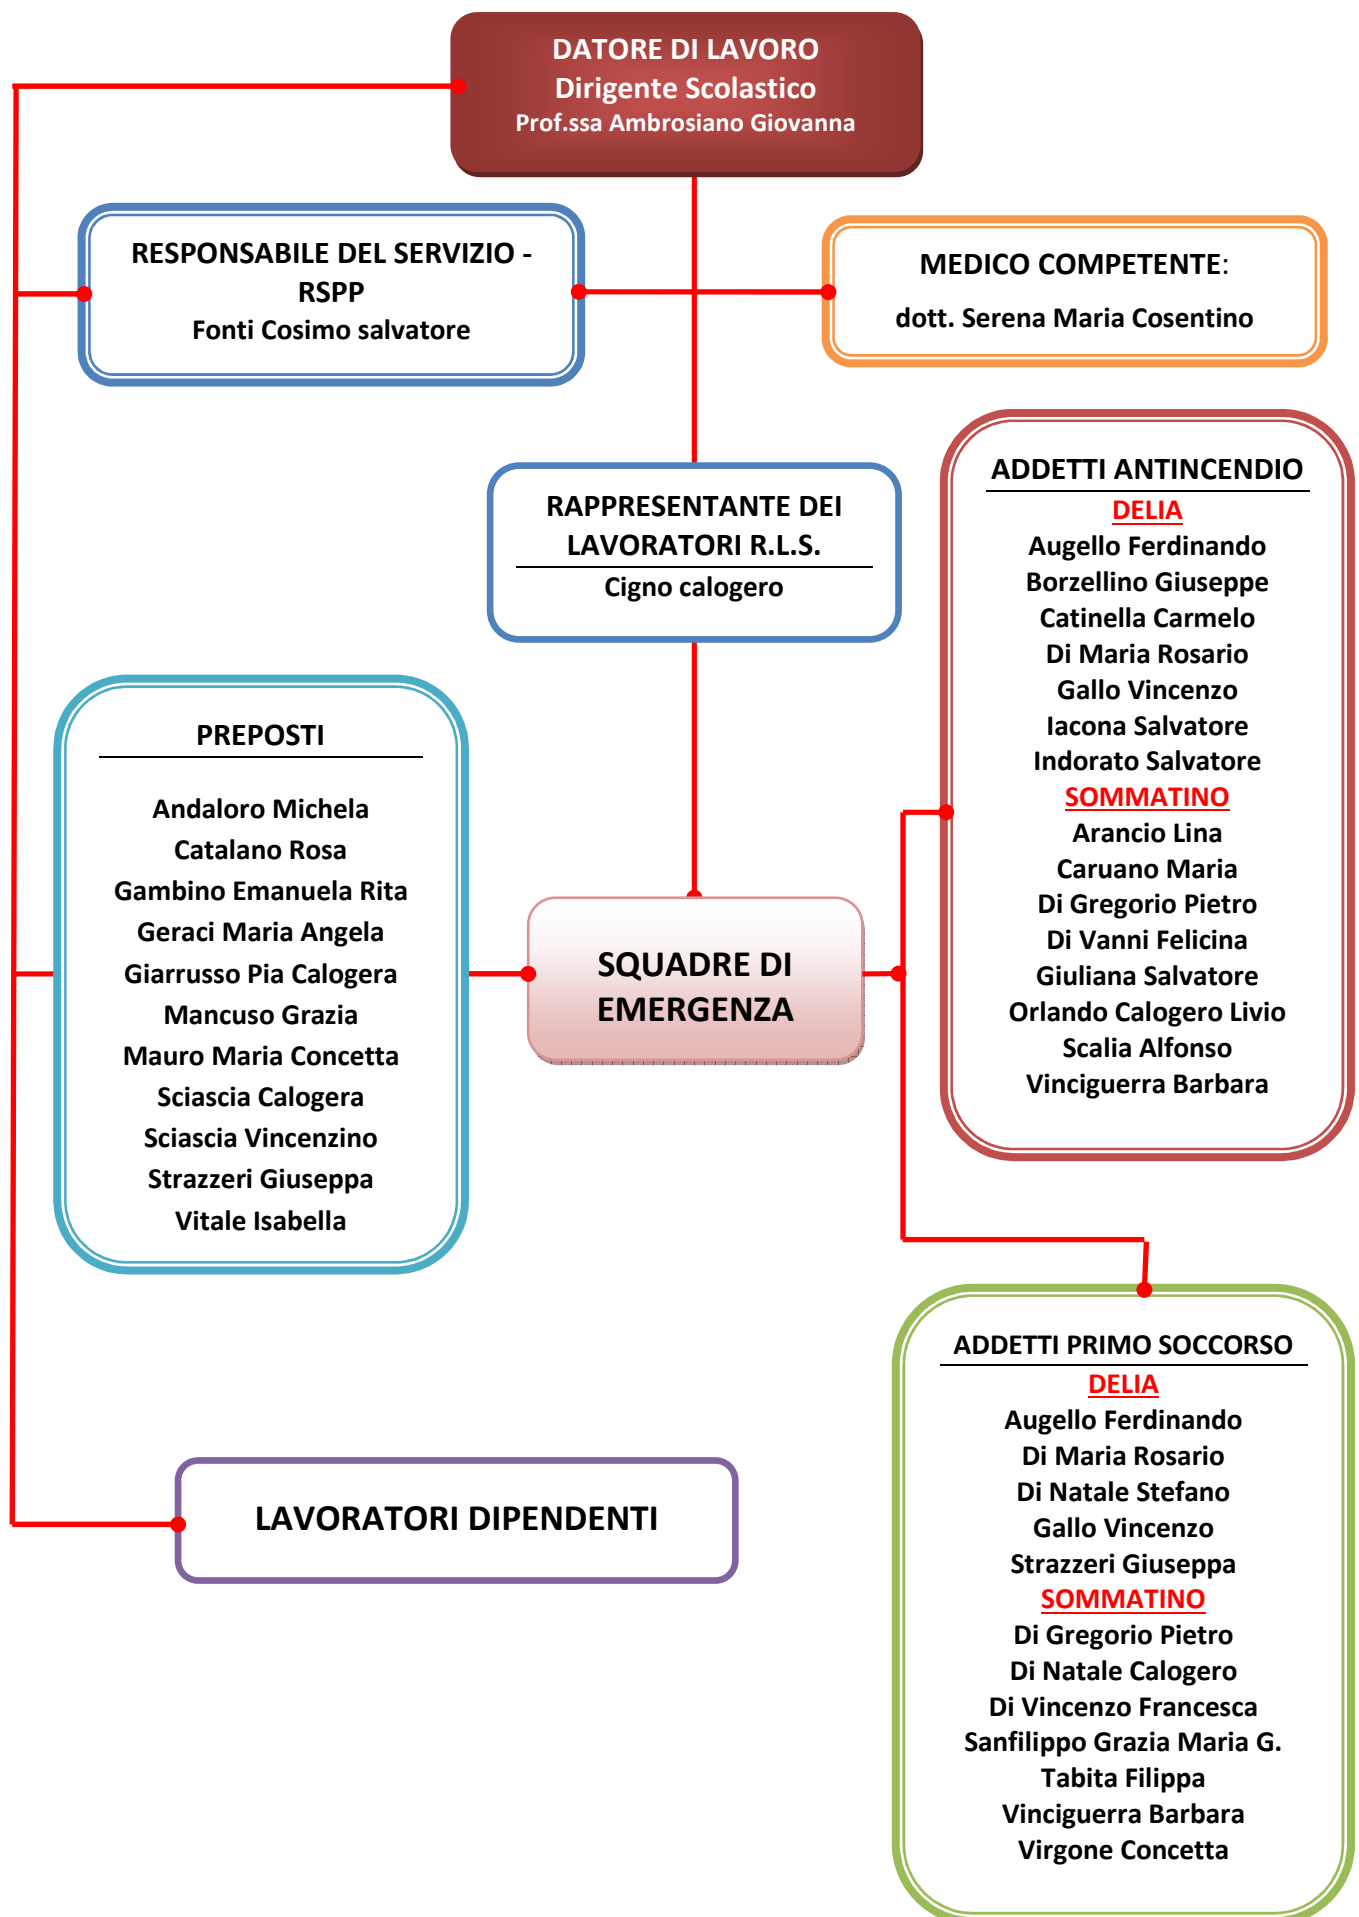 DATORE DI LAVORO
Dirigente Scolastico
Prof.ssa Ambrosiano Giovanna
RESPONSABILE DEL SERVIZIO -
RSPP
Fonti Cosimo salvatore
MEDICO COMPETENTE:
dott. Serena Maria Cosentino
RAPPRESENTANTE DEI
LAVORATORI R.L.S.
Cigno calogero
ADDETTI ANTINCENDIO
DELIA
Augello Ferdinando
Borzellino Giuseppe
Catinella Carmelo
Di Maria Rosario
Gallo Vincenzo
Iacona Salvatore
Indorato Salvatore
SOMMATINO
Arancio Lina
Caruano Maria
Di Gregorio Pietro
Di Vanni Felicina
Giuliana Salvatore
Orlando Calogero Livio
Scalia Alfonso
Vinciguerra Barbara
PREPOSTI
Andaloro Michela
Catalano Rosa
Gambino Emanuela Rita
Geraci Maria Angela
Giarrusso Pia Calogera
Mancuso Grazia
Mauro Maria Concetta
Sciascia Calogera
Sciascia Vincenzino
Strazzeri Giuseppa
Vitale Isabella
SQUADRE DI
EMERGENZA
ADDETTI PRIMO SOCCORSO
DELIA
Augello Ferdinando
Di Maria Rosario
Di Natale Stefano
Gallo Vincenzo
Strazzeri Giuseppa
SOMMATINO
Di Gregorio Pietro
Di Natale Calogero
Di Vincenzo Francesca
Sanfilippo Grazia Maria G.
Tabita Filippa
Vinciguerra Barbara
Virgone Concetta
LAVORATORI DIPENDENTI